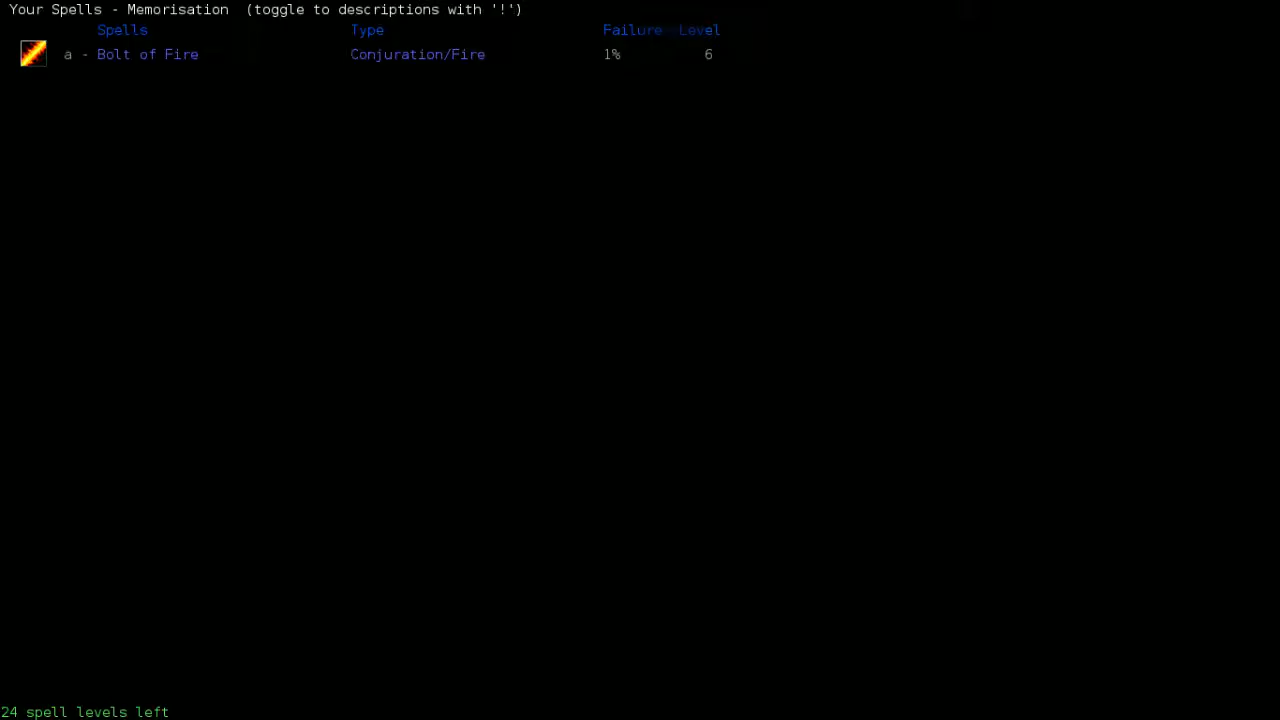 Your Spells - Memorisation  (toggle to descriptions with '!')
Spells Type Failure Level
a - Bolt of Fire Conjuration/Fire 1% 6
24 spell levels left